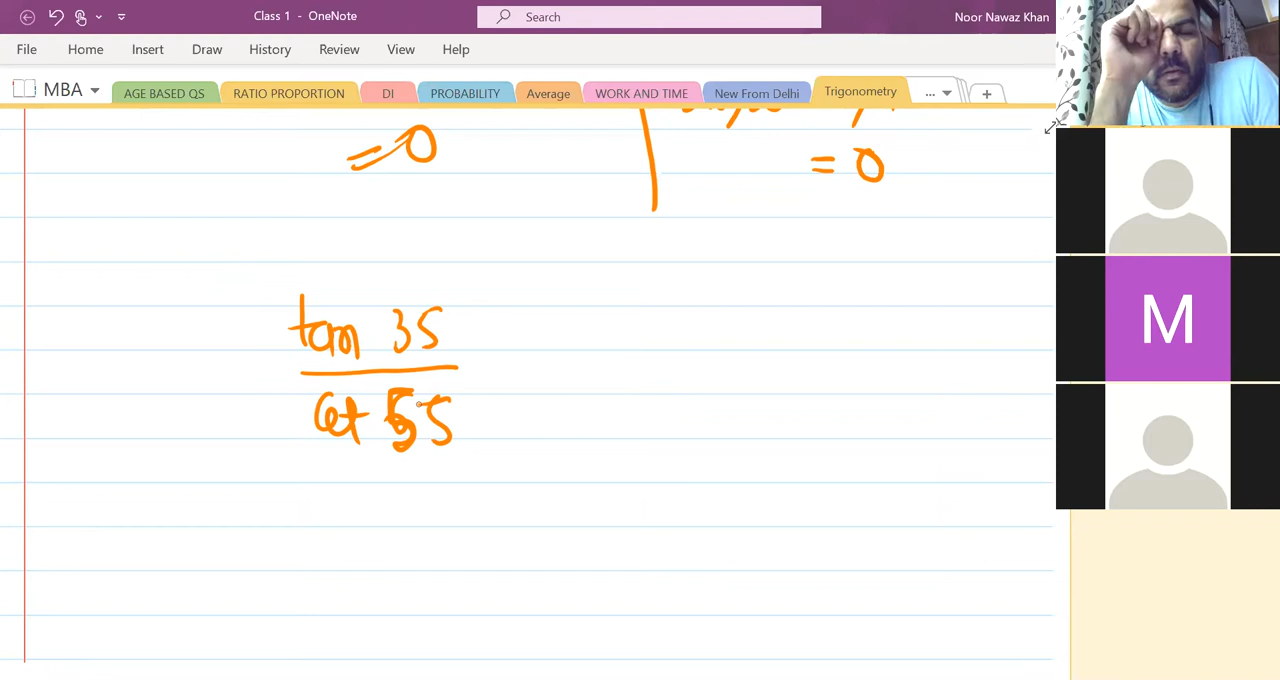 Class 1 - OneNote
Search
Noor Nawaz Khan
File Home Insert Draw History Review View Help
MBA
AGE BASED QS RATIO PROPORTION DI PROBABILITY Average WORK AND TIME New From Delhi Trigonometry ... +
= 0
= 0
tan 35
Cot 55
M